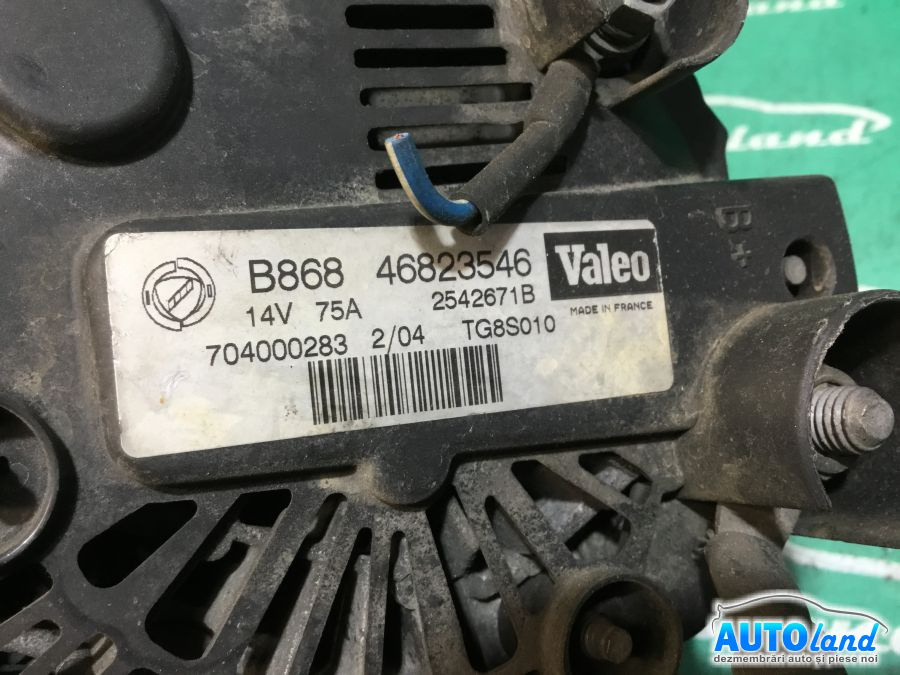 land
B868 46823546 Valeo
14V 75A 2542671B MADE IN FRANCE
704000283 2/04 TG8S010
B+
AUTOland
dezmembrări auto și piese noi